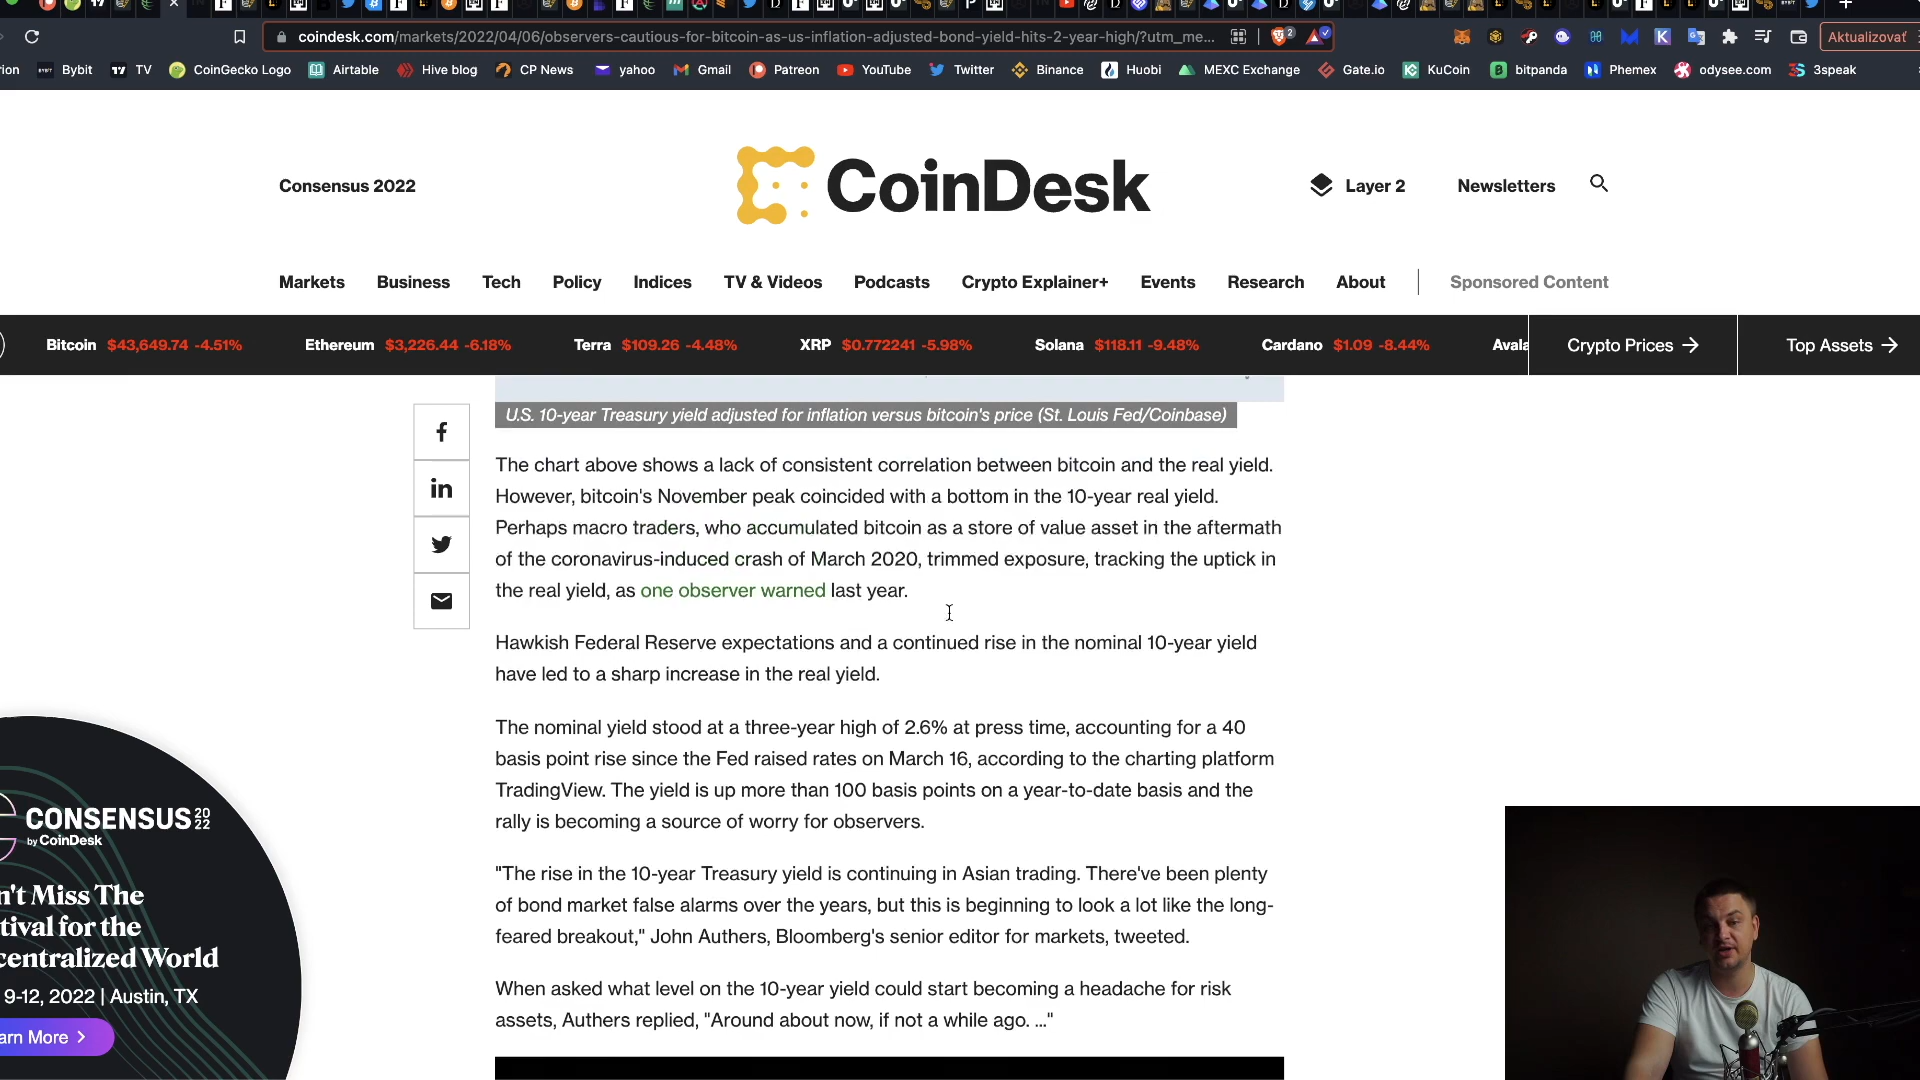 coindesk.com/markets/2022/04/06/observers-cautious-for-bitcoin-as-us-inflation-adjusted-bond-yield-hits-2-year-high/?utm_me...
2
Aktualizovať
Bybit
TV
CoinGecko Logo
Airtable
Hive blog
CP News
yahoo
Gmail
Patreon
YouTube
Twitter
Binance
Huobi
MEXC Exchange
Gate.io
KuCoin
bitpanda
Phemex
odysee.com
3speak
Consensus 2022
CoinDesk
Layer 2
Newsletters
Markets Business Tech Policy Indices TV & Videos Podcasts Crypto Explainer+ Events Research About Sponsored Content
Bitcoin $43,649.74 -4.51% Ethereum $3,226.44 -6.18% Terra $109.26 -4.48% XRP $0.772241 -5.98% Solana $118.11 -9.48% Cardano $1.09 -8.44% Avala
Crypto Prices →
Top Assets →
U.S. 10-year Treasury yield adjusted for inflation versus bitcoin's price (St. Louis Fed/Coinbase)
The chart above shows a lack of consistent correlation between bitcoin and the real yield.
However, bitcoin's November peak coincided with a bottom in the 10-year real yield.
Perhaps macro traders, who accumulated bitcoin as a store of value asset in the aftermath
of the coronavirus-induced crash of March 2020, trimmed exposure, tracking the uptick in
the real yield, as one observer warned last year.
Hawkish Federal Reserve expectations and a continued rise in the nominal 10-year yield
have led to a sharp increase in the real yield.
The nominal yield stood at a three-year high of 2.6% at press time, accounting for a 40
basis point rise since the Fed raised rates on March 16, according to the charting platform
TradingView. The yield is up more than 100 basis points on a year-to-date basis and the
rally is becoming a source of worry for observers.
"The rise in the 10-year Treasury yield is continuing in Asian trading. There've been plenty
of bond market false alarms over the years, but this is beginning to look a lot like the long-
feared breakout," John Authers, Bloomberg's senior editor for markets, tweeted.
When asked what level on the 10-year yield could start becoming a headache for risk
assets, Authers replied, "Around about now, if not a while ago. ..."
CONSENSUS 2022
by CoinDesk
n't Miss The
tival for the
centralized World
9-12, 2022 | Austin, TX
arn More >